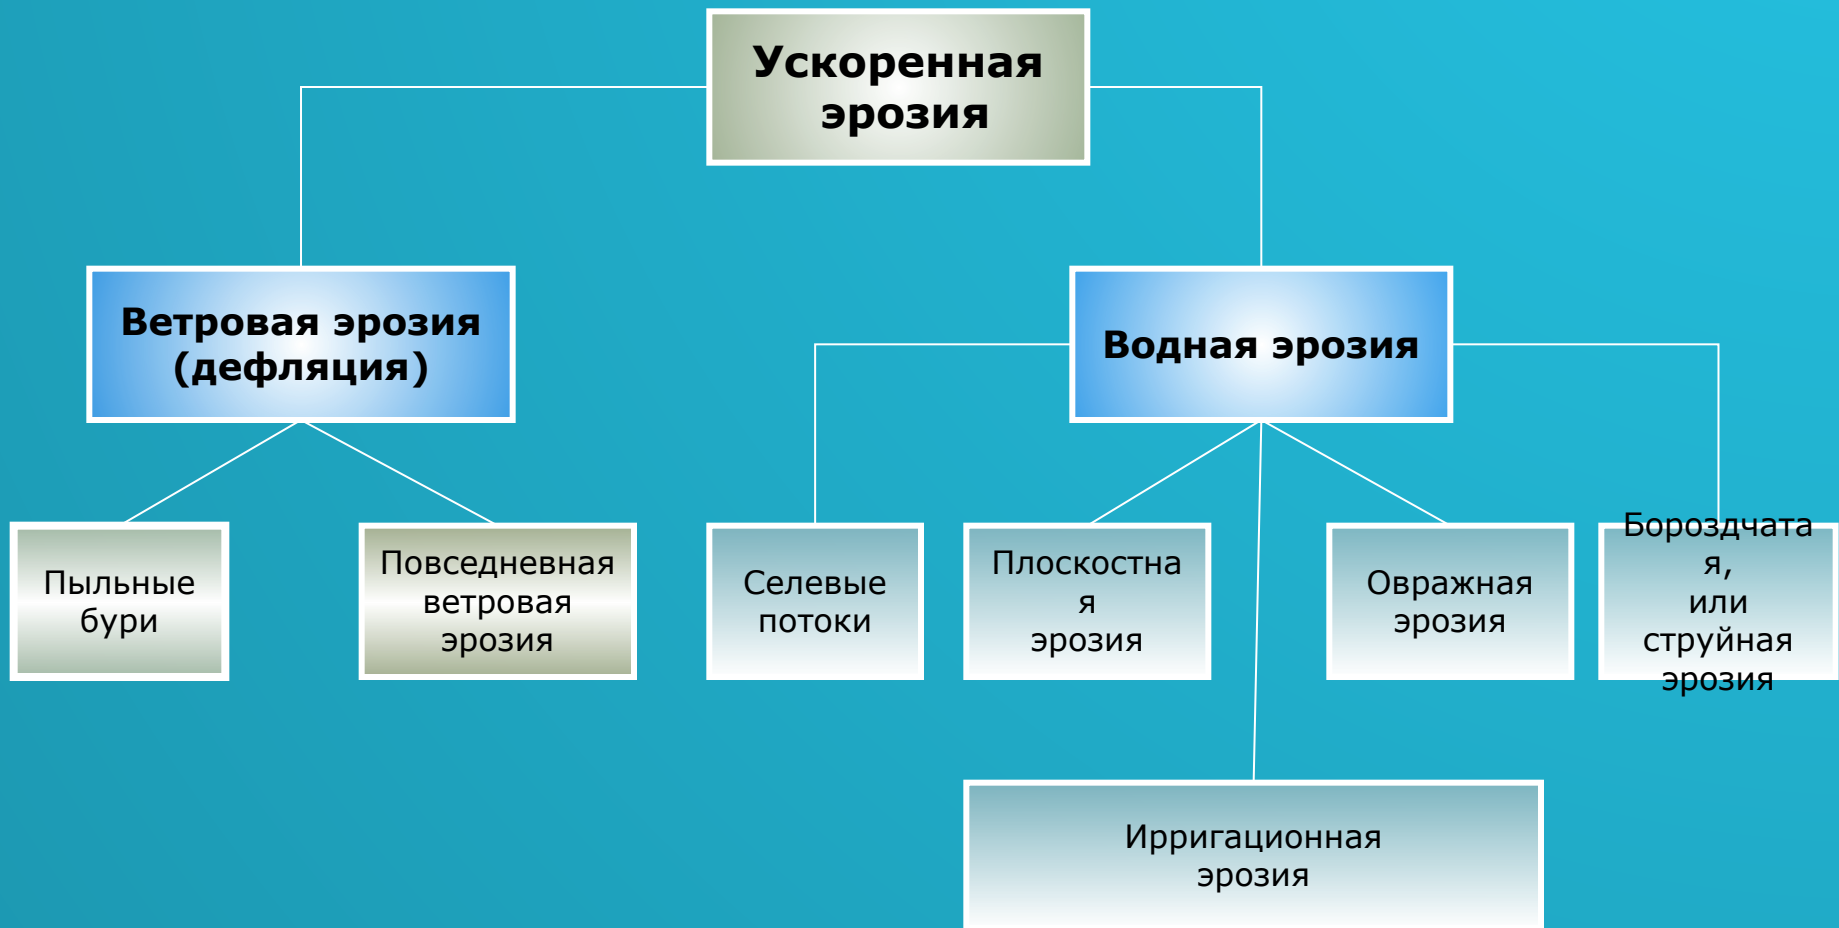 Ускоренная
эрозия
Ветровая эрозия
(дефляция)
Водная эрозия
Пыльные
бури
Повседневная
ветровая
эрозия
Селевые
потоки
Плоскостна
я
эрозия
Овражная
эрозия
Бороздчата
я,
или
струйная
эрозия
Ирригационная
эрозия